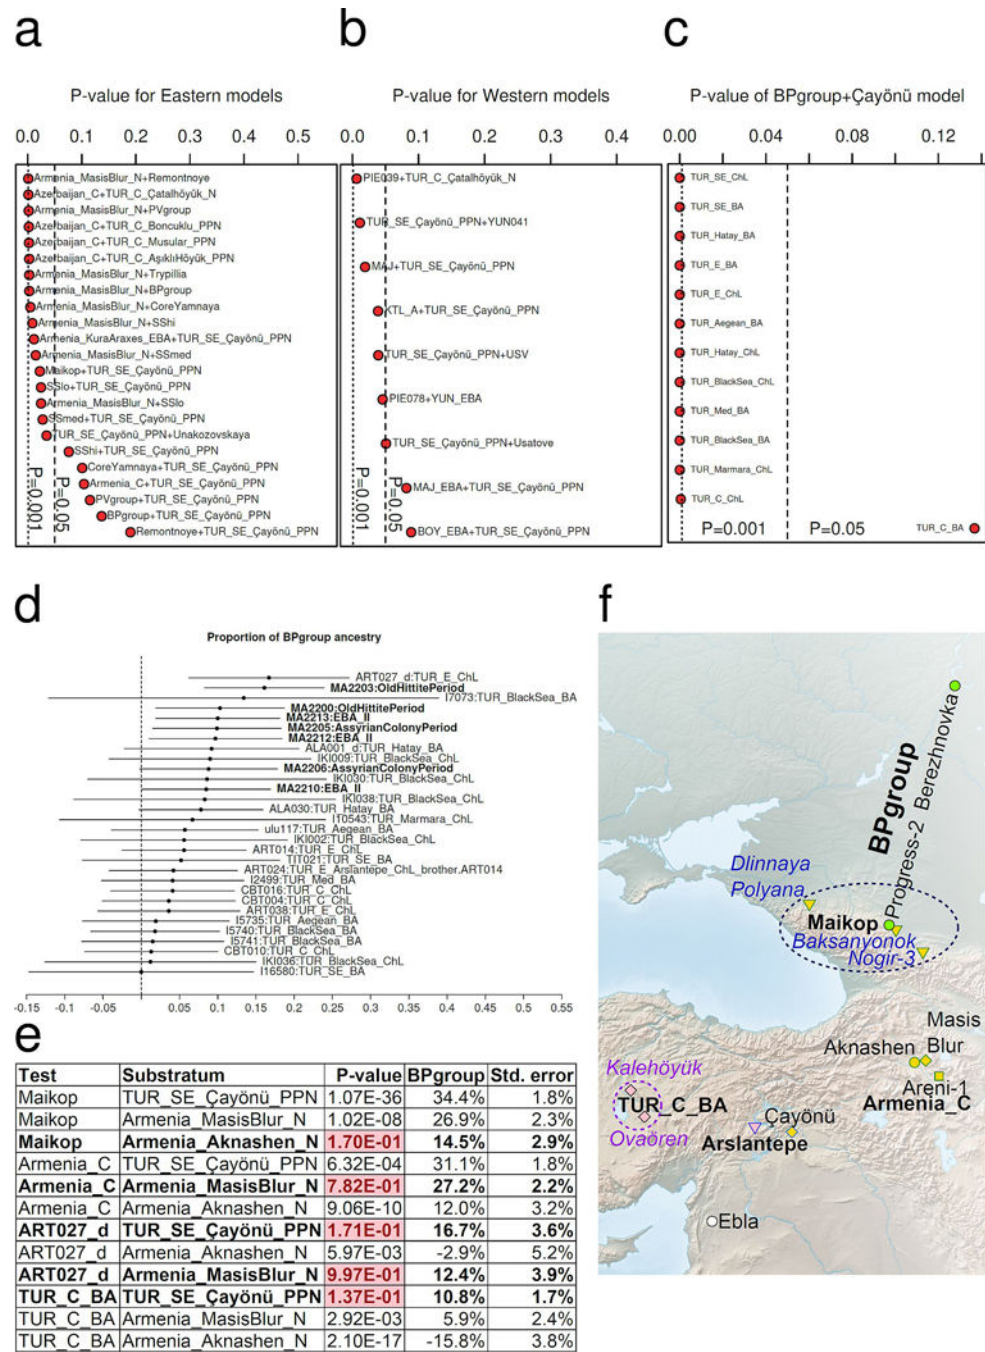 a
P-value for Eastern models
0.0 0.1 0.2 0.3 0.4 0.5
Armenia_MasisBlur_N+Remontnoye
Azerbaijan_C+TUR_C_Çatalhöyük_N
Armenia_MasisBlur_N+PVgroup
Azerbaijan_C+TUR_C_Boncuklu_PPN
Azerbaijan_C+TUR_C_Musular_PPN
Azerbaijan_C+TUR_C_AşıklıHöyük_PPN
Armenia_MasisBlur_N+Trypillia
Armenia_MasisBlur_N+BPgroup
Armenia_MasisBlur_N+CoreYamnaya
Armenia_MasisBlur_N+SShi
Armenia_KuraAraxes_EBA+TUR_SE_Çayönü_PPN
Armenia_MasisBlur_N+SSmed
Maikop+TUR_SE_Çayönü_PPN
SSlo+TUR_SE_Çayönü_PPN
Armenia_MasisBlur_N+SSlo
SSmed+TUR_SE_Çayönü_PPN
TUR_SE_Çayönü_PPN+Unakozovskaya
SShi+TUR_SE_Çayönü_PPN
CoreYamnaya+TUR_SE_Çayönü_PPN
Armenia_C+TUR_SE_Çayönü_PPN
PVgroup+TUR_SE_Çayönü_PPN
BPgroup+TUR_SE_Çayönü_PPN
Remontnoye+TUR_SE_Çayönü_PPN
P=0.001
P=0.05
b
P-value for Western models
0.0 0.1 0.2 0.3 0.4
PIE039+TUR_C_Çatalhöyük_N
TUR_SE_Çayönü_PPN+YUN041
MAJ+TUR_SE_Çayönü_PPN
KTL_A+TUR_SE_Çayönü_PPN
TUR_SE_Çayönü_PPN+USV
PIE078+YUN_EBA
TUR_SE_Çayönü_PPN+Usatove
MAJ_EBA+TUR_SE_Çayönü_PPN
BOY_EBA+TUR_SE_Çayönü_PPN
P=0.001
P=0.05
c
P-value of BPgroup+Çayönü model
0.00 0.04 0.08 0.12
TUR_SE_ChL
TUR_SE_BA
TUR_Hatay_BA
TUR_E_BA
TUR_E_ChL
TUR_Aegean_BA
TUR_Hatay_ChL
TUR_BlackSea_ChL
TUR_Med_BA
TUR_BlackSea_BA
TUR_Marmara_ChL
TUR_C_ChL
TUR_C_BA
P=0.001 P=0.05
d
Proportion of BPgroup ancestry
ART027_d:TUR_E_ChL
MA2203:OldHittitePeriod
I7073:TUR_BlackSea_BA
MA2200:OldHittitePeriod
MA2213:EBA_II
MA2205:AssyrianColonyPeriod
MA2212:EBA_II
ALA001_d:TUR_Hatay_BA
IKI009:TUR_BlackSea_ChL
MA2206:AssyrianColonyPeriod
IKI030:TUR_BlackSea_ChL
MA2210:EBA_II
IKI038:TUR_BlackSea_ChL
ALA030:TUR_Hatay_BA
I10543:TUR_Marmara_ChL
ulu117:TUR_Aegean_BA
IKI002:TUR_BlackSea_ChL
ART014:TUR_E_ChL
TIT021:TUR_SE_BA
ART024:TUR_E_Arslantepe_ChL_brother.ART014
I2499:TUR_Med_BA
CBT016:TUR_C_ChL
CBT004:TUR_C_ChL
ART038:TUR_E_ChL
I5735:TUR_Aegean_BA
I5740:TUR_BlackSea_BA
I5741:TUR_BlackSea_BA
CBT010:TUR_C_ChL
IKI036:TUR_BlackSea_ChL
I16580:TUR_SE_BA
-0.15 -0.1 -0.05 0 0.05 0.1 0.15 0.2 0.25 0.3 0.35 0.4 0.45 0.5 0.55
e
Test Substratum P-value BPgroup Std. error
Maikop TUR_SE_Çayönü_PPN 1.07E-36 34.4% 1.8%
Maikop Armenia_MasisBlur_N 1.02E-08 26.9% 2.3%
Maikop Armenia_Aknashen_N 1.70E-01 14.5% 2.9%
Armenia_C TUR_SE_Çayönü_PPN 6.32E-04 31.1% 1.8%
Armenia_C Armenia_MasisBlur_N 7.82E-01 27.2% 2.2%
Armenia_C Armenia_Aknashen_N 9.06E-10 12.0% 3.2%
ART027_d TUR_SE_Çayönü_PPN 1.71E-01 16.7% 3.6%
ART027_d Armenia_Aknashen_N 5.97E-03 -2.9% 5.2%
ART027_d Armenia_MasisBlur_N 9.97E-01 12.4% 3.9%
TUR_C_BA TUR_SE_Çayönü_PPN 1.37E-01 10.8% 1.7%
TUR_C_BA Armenia_MasisBlur_N 2.92E-03 5.9% 2.4%
TUR_C_BA Armenia_Aknashen_N 2.10E-17 -15.8% 3.8%
f
BPgroup
Progress-2 Berezhnovka
Dlinnaya
Polyana
Maikop
Baksanyonok
Nogir-3
Masis
Blur
Aknashen
Areni-1
Armenia_C
Kalehöyük
TUR_C_BA
Ovaören
Çayönü
Arslantepe
Ebla